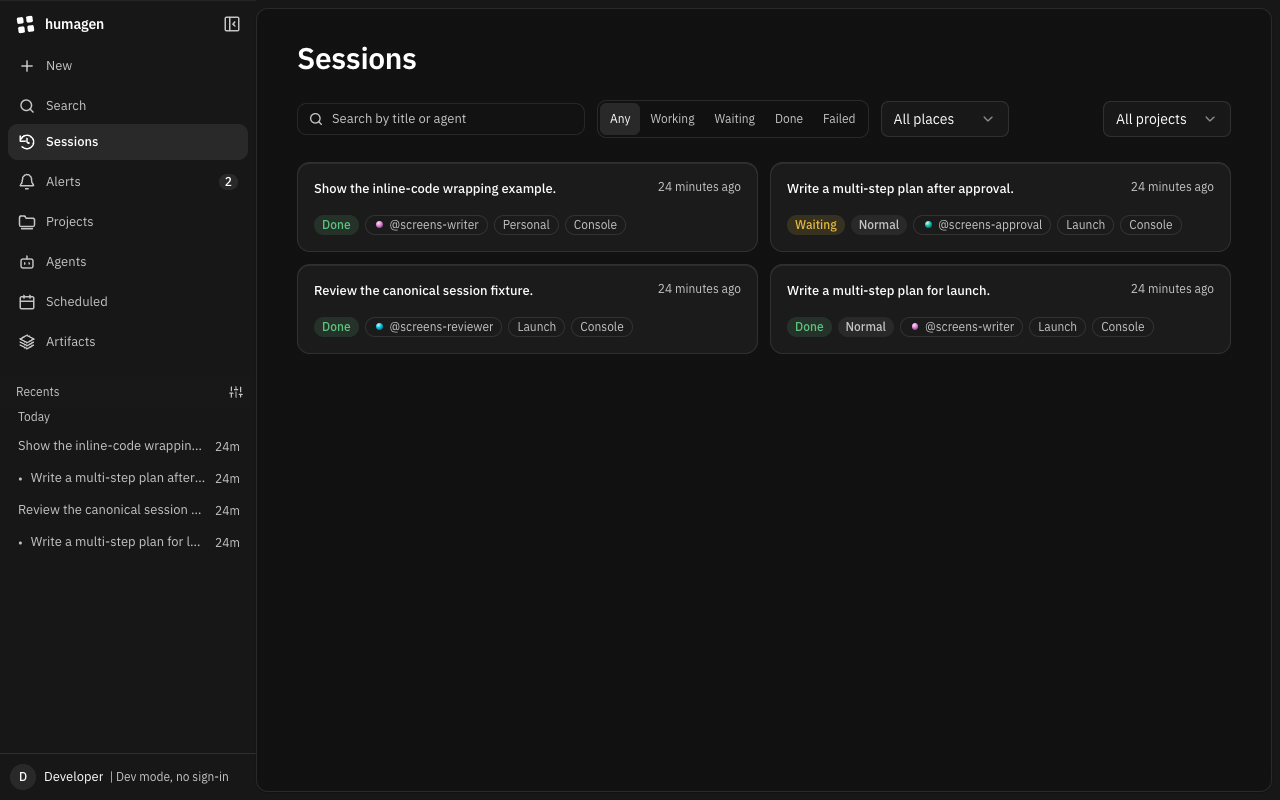 humagen
New
Search
Sessions
Alerts 2
Projects
Agents
Scheduled
Artifacts
Recents
Today
Show the inline-code wrappin... 24m
• Write a multi-step plan after... 24m
Review the canonical session ... 24m
• Write a multi-step plan for l... 24m
D Developer | Dev mode, no sign-in
Sessions
Search by title or agent Any Working Waiting Done Failed All places All projects
Show the inline-code wrapping example. 24 minutes ago
Done @screens-writer Personal Console
Write a multi-step plan after approval. 24 minutes ago
Waiting Normal @screens-approval Launch Console
Review the canonical session fixture. 24 minutes ago
Done @screens-reviewer Launch Console
Write a multi-step plan for launch. 24 minutes ago
Done Normal @screens-writer Launch Console